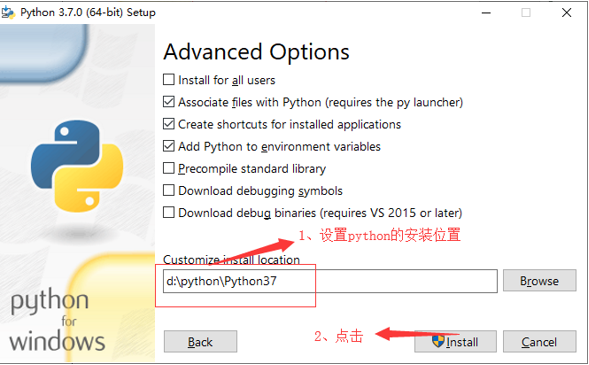 Python 3.7.0 (64-bit) Setup
Advanced Options
Install for all users
Associate files with Python (requires the py launcher)
Create shortcuts for installed applications
Add Python to environment variables
Precompile standard library
Download debugging symbols
Download debug binaries (requires VS 2015 or later)
1、设置python的安装位置
Customize install location
d:\python\Python37
Browse
python
for
windows
2、点击
Back
Install
Cancel